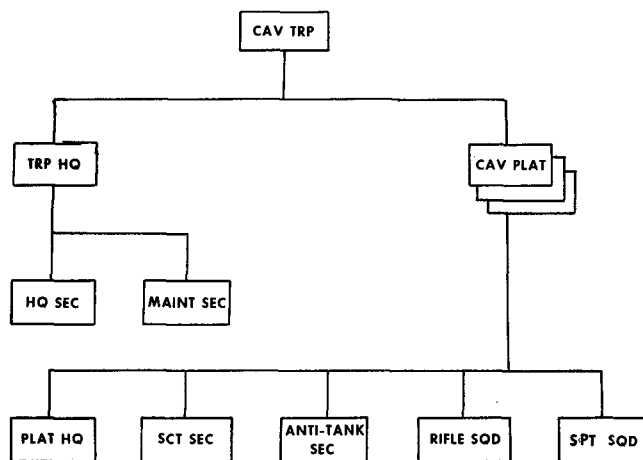 CAV TRP
TRP HQ
CAV PLAT
HQ SEC
MAINT SEC
PLAT HQ
SCT SEC
ANTI-TANK
SEC
RIFLE SQD
SPT SQD